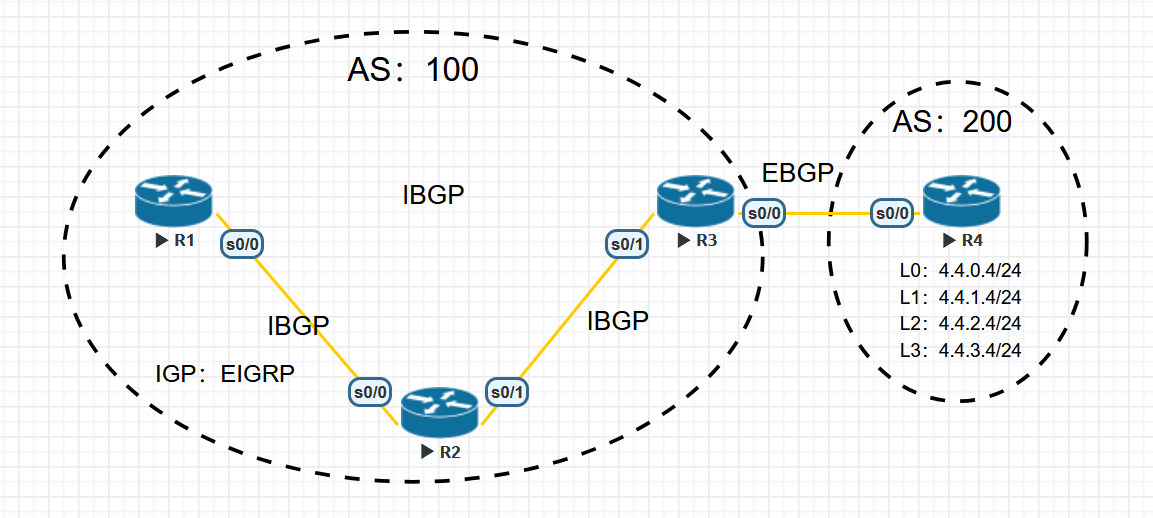 AS：100
AS：200
EBGP
IBGP
s0/0
s0/0
R1
R3
R4
s0/0
s0/1
L0：4.4.0.4/24
L1：4.4.1.4/24
L2：4.4.2.4/24
L3：4.4.3.4/24
IBGP
IBGP
IGP：EIGRP
s0/0
s0/1
R2